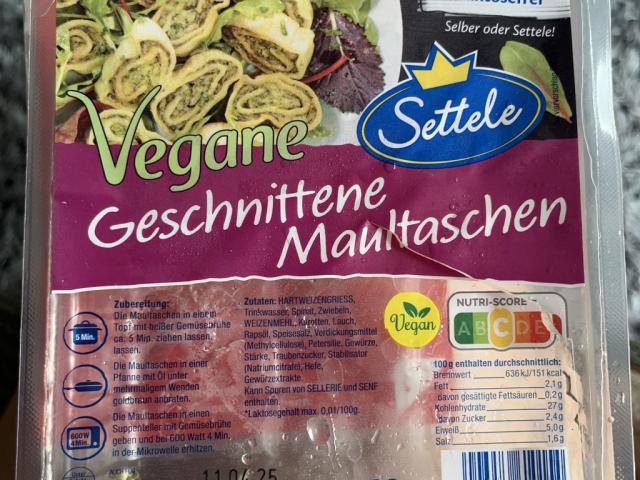 Selber oder Settele!
Settele
Vegane
Geschnittene
Maultaschen
Zubereitung:
Die Maultaschen in einem
Topf mit heißer Gemüsebrühe
ca. 5 Min. ziehen lassen.
lassen.
5 Min.
Die Maultaschen in einer
Pfanne mit Öl unter
mehrmaligem Wenden
goldbraun anbraten.
Die Maultaschen in einen
Suppenteller mit Gemüsebrühe
geben und bei 600 Watt 4 Min.
in der Mikrowelle erhitzen.
600W
4 Min.
Zutaten: HARTWEIZENGRIESS,
Trinkwasser, Spinat, Zwiebeln,
WEIZENMEHL, Karotten, Lauch,
Rapsöl, Speisesalz, Verdickungsmittel
(Methylcellulose), Petersilie, Gewürze,
Stärke, Traubenzucker, Stabilisator
(Natriumcitrate), Hefe,
Gewürzextrakte.
Kann Spuren von SELLERIE und SENF
enthalten.
*Laktosegehalt max. 0,01/100g.
Vegan
NUTRI-SCORE
A B C D E
100 g enthalten durchschnittlich:
Brennwert 636 kJ/151 kcal
Fett 2,1 g
davon gesättigte Fettsäuren 0,2 g
Kohlenhydrate 27 g
davon Zucker 2,4 g
Eiweiß 5,0 g
Salz 1,6 g
11.04.25